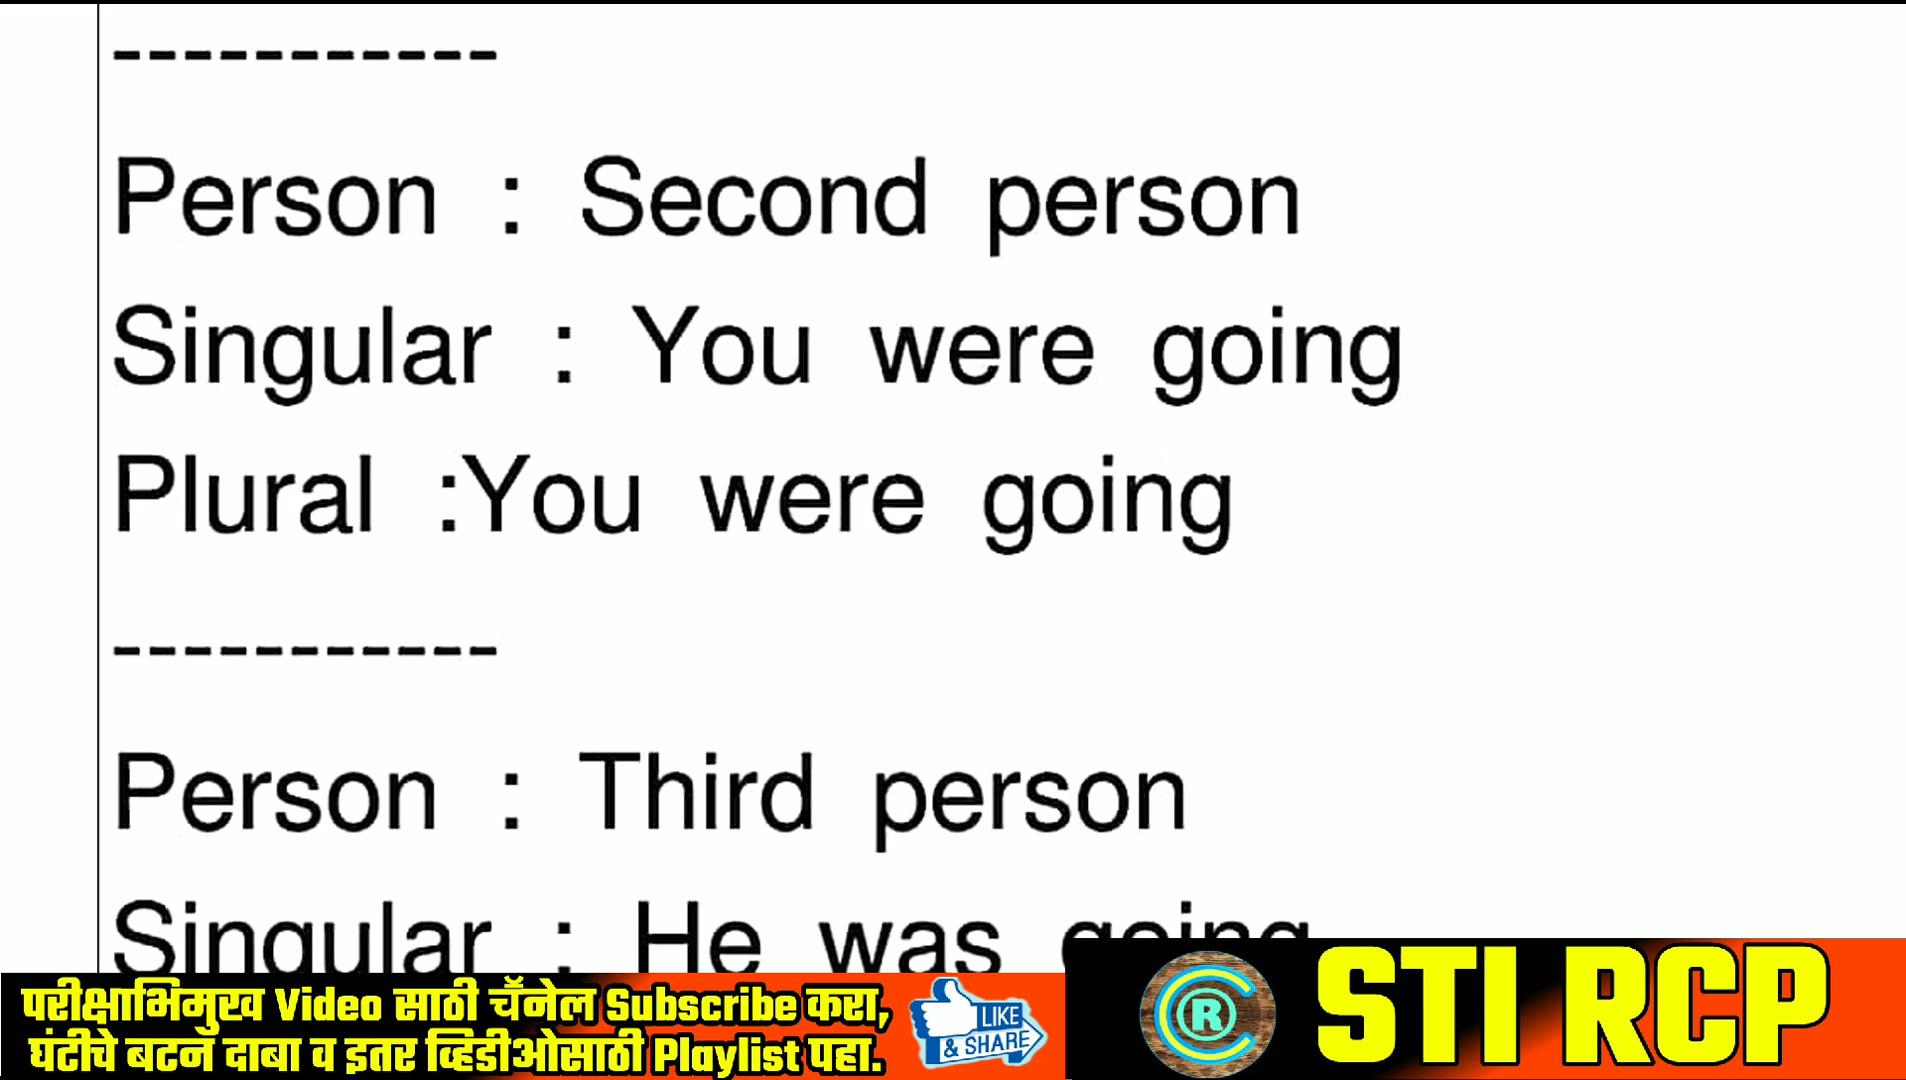 -----------
Person : Second person
Singular : You were going
Plural :You were going
-----------
Person : Third person
Singular : He was going
परीक्षाभिमुख Video साठी चॅनेल Subscribe करा,
घंटीचे बटन दाबा व इतर व्हिडीओसाठी Playlist पहा.
LIKE
& SHARE
R
STI RCP